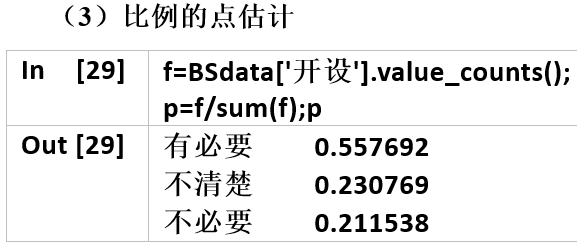 （3）比例的点估计
In [29] f=BSdata['开设'].value_counts();
p=f/sum(f);p
Out [29] 有必要 0.557692
不清楚 0.230769
不必要 0.211538